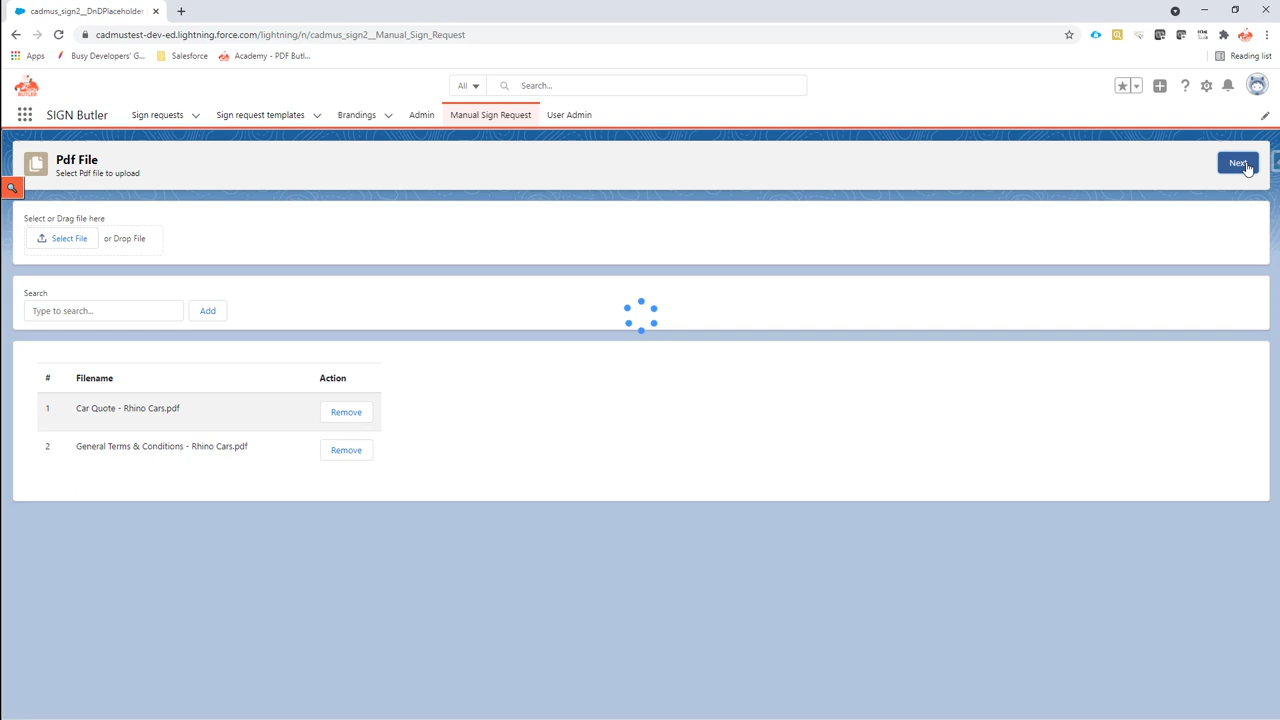 cadmus_sign2__DnDPlaceholder
cadmustest-dev-ed.lightning.force.com/lightning/n/cadmus_sign2__Manual_Sign_Request
Apps
Busy Developers' G...
Salesforce
Academy - PDF Butl...
Reading list
All
Search...
SIGN Butler
Sign requests
Sign request templates
Brandings
Admin
Manual Sign Request
User Admin
Pdf File
Select Pdf file to upload
Next
Select or Drag file here
Select File
or Drop File
Search
Type to search...
Add
# Filename Action
1 Car Quote - Rhino Cars.pdf Remove
2 General Terms & Conditions - Rhino Cars.pdf Remove